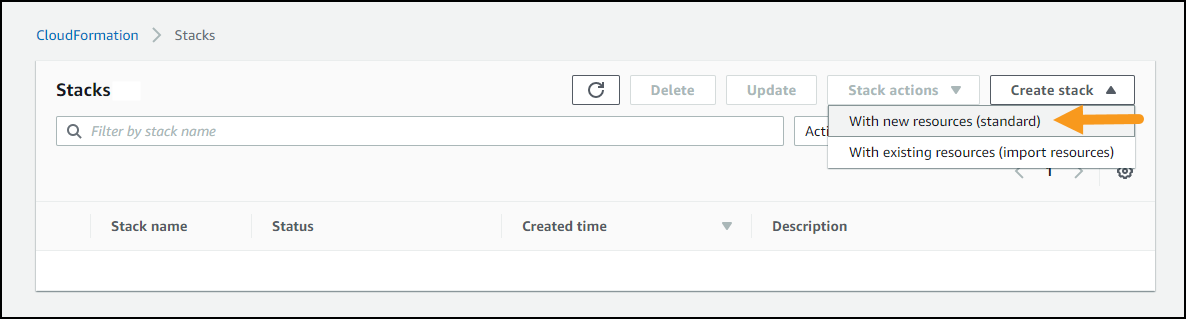 CloudFormation > Stacks
Stacks Delete Update Stack actions Create stack
Filter by stack name Acti With new resources (standard)
With existing resources (import resources)
1
Stack name Status Created time Description